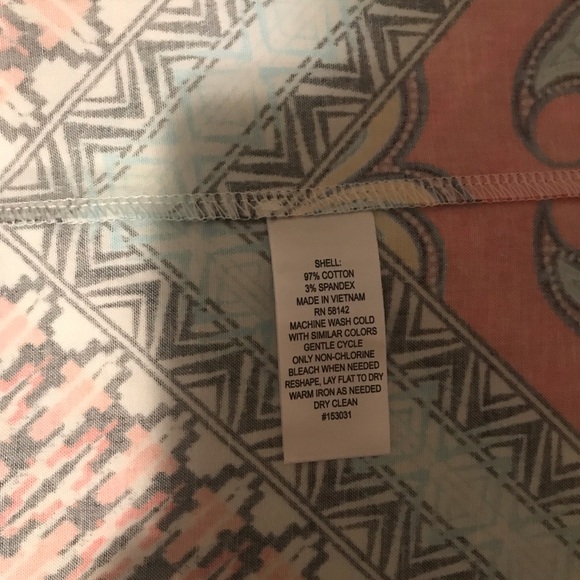 SHELL:
97% COTTON
3% SPANDEX
MADE IN VIETNAM
RN 58142
MACHINE WASH COLD
WITH SIMILAR COLORS
GENTLE CYCLE
ONLY NON-CHLORINE
BLEACH WHEN NEEDED
RESHAPE, LAY FLAT TO DRY
WARM IRON AS NEEDED
DRY CLEAN
#153031